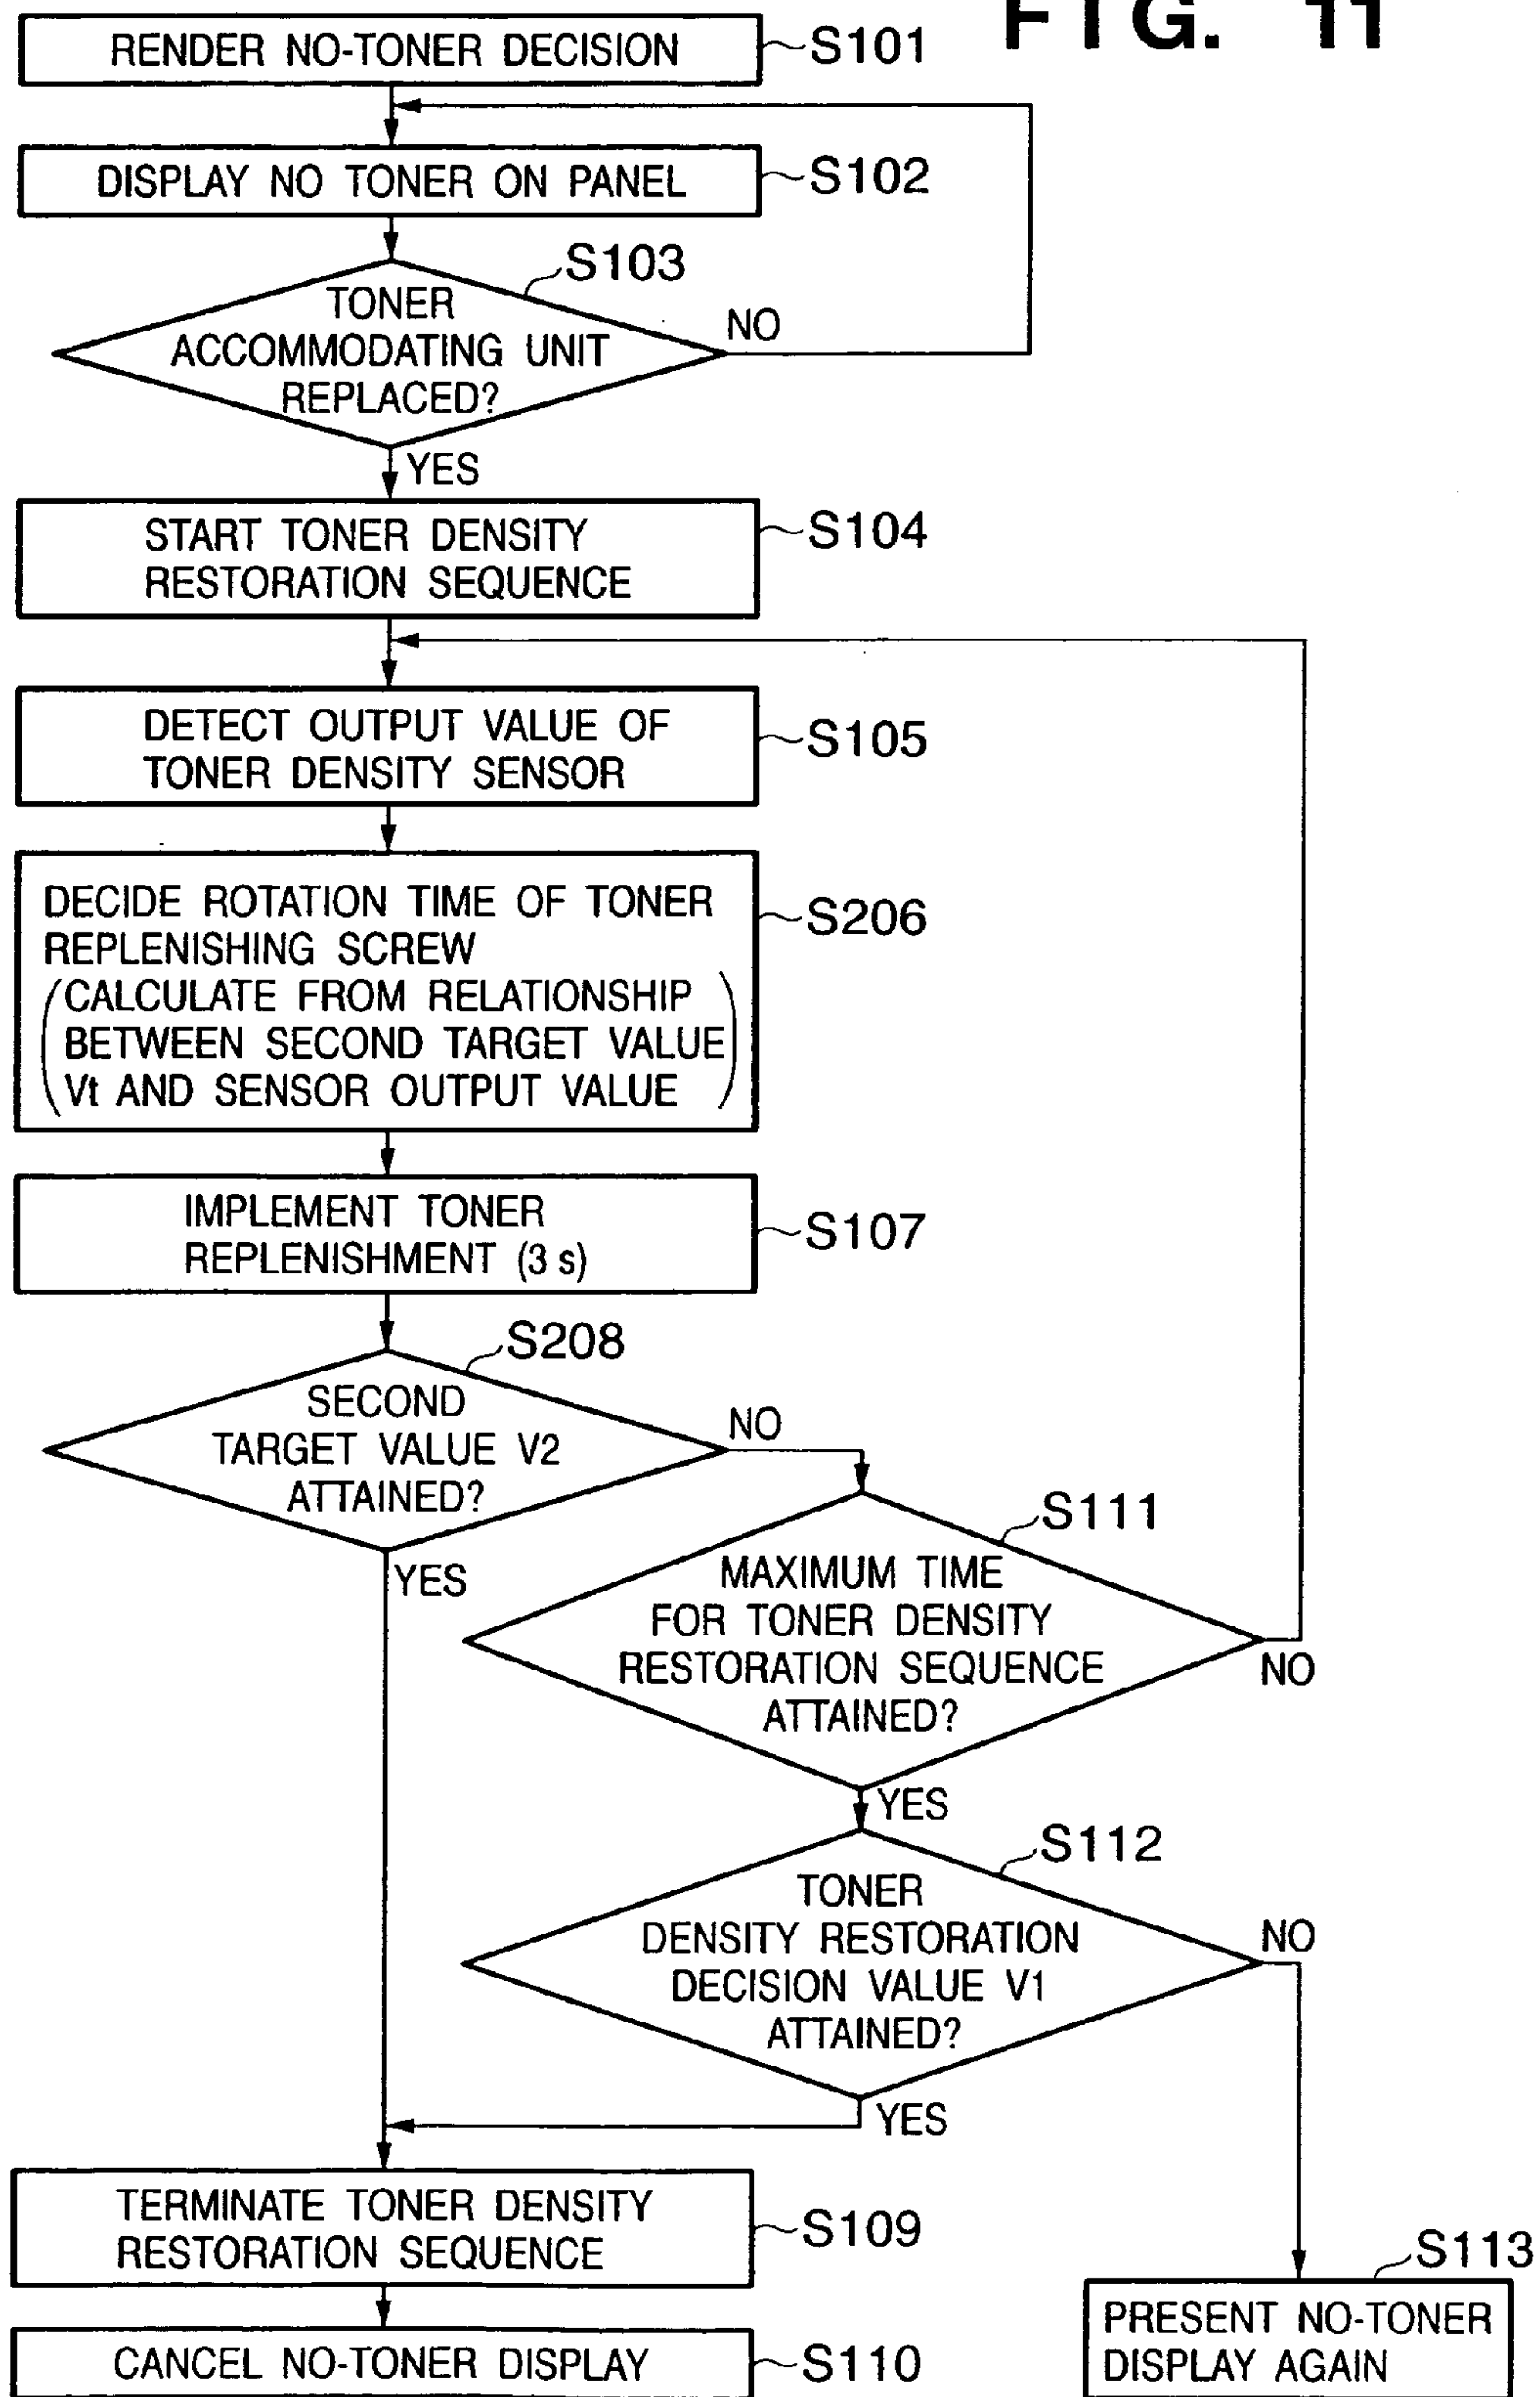 FIG. 11
RENDER NO-TONER DECISION
S101
DISPLAY NO TONER ON PANEL
S102
S103
TONER
ACCOMMODATING UNIT
REPLACED?
NO
YES
START TONER DENSITY
RESTORATION SEQUENCE
S104
DETECT OUTPUT VALUE OF
TONER DENSITY SENSOR
S105
DECIDE ROTATION TIME OF TONER
REPLENISHING SCREW
(CALCULATE FROM RELATIONSHIP
BETWEEN SECOND TARGET VALUE
Vt AND SENSOR OUTPUT VALUE)
S206
IMPLEMENT TONER
REPLENISHMENT (3 s)
S107
S208
SECOND
TARGET VALUE V2
ATTAINED?
NO
YES
S111
MAXIMUM TIME
FOR TONER DENSITY
RESTORATION SEQUENCE
ATTAINED?
NO
YES
S112
TONER
DENSITY RESTORATION
DECISION VALUE V1
ATTAINED?
NO
YES
TERMINATE TONER DENSITY
RESTORATION SEQUENCE
S109
CANCEL NO-TONER DISPLAY
S110
S113
PRESENT NO-TONER
DISPLAY AGAIN